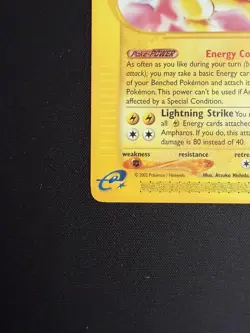 Poké-POWER Energy Co
As often as you like during your turn (b
attack), you may take a basic Energy car
of your Benched Pokémon and attach i
Pokémon. This power can't be used if Am
affected by a Special Condition.
Lightning Strike You m
all Energy cards attached
Ampharos. If you do, this att
damage is 80 instead of 40.
weakness resistance retre
e © 2002 Pokémon / Nintendo. Illus. Atsuko Nishida